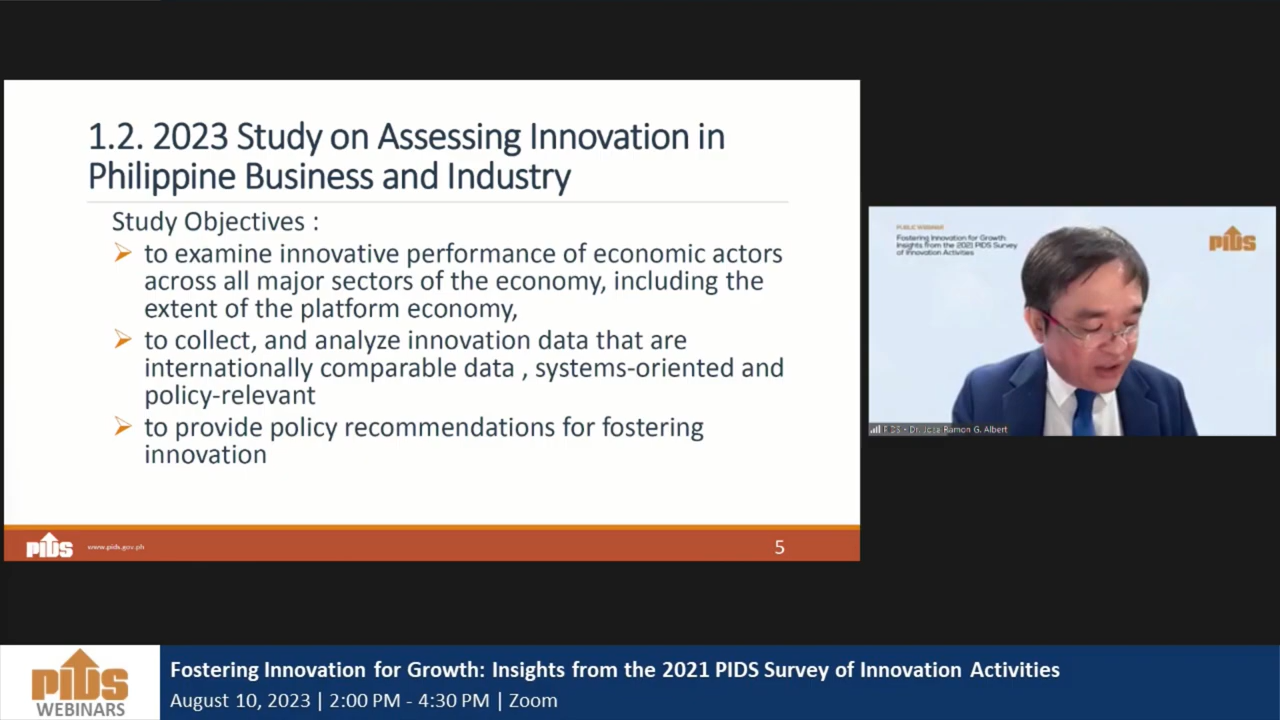 1.2. 2023 Study on Assessing Innovation in
Philippine Business and Industry
Study Objectives :
to examine innovative performance of economic actors
across all major sectors of the economy, including the
extent of the platform economy,
to collect, and analyze innovation data that are
internationally comparable data , systems-oriented and
policy-relevant
to provide policy recommendations for fostering
innovation
PIDS
www.pids.gov.ph
5
PUBLIC WEBINAR
Fostering Innovation for Growth:
Insights from the 2021 PIDS Survey
of Innovation Activities
PIDS
PIDS - Dr. Jose Ramon G. Albert
PIDS
WEBINARS
Fostering Innovation for Growth: Insights from the 2021 PIDS Survey of Innovation Activities
August 10, 2023 | 2:00 PM - 4:30 PM | Zoom